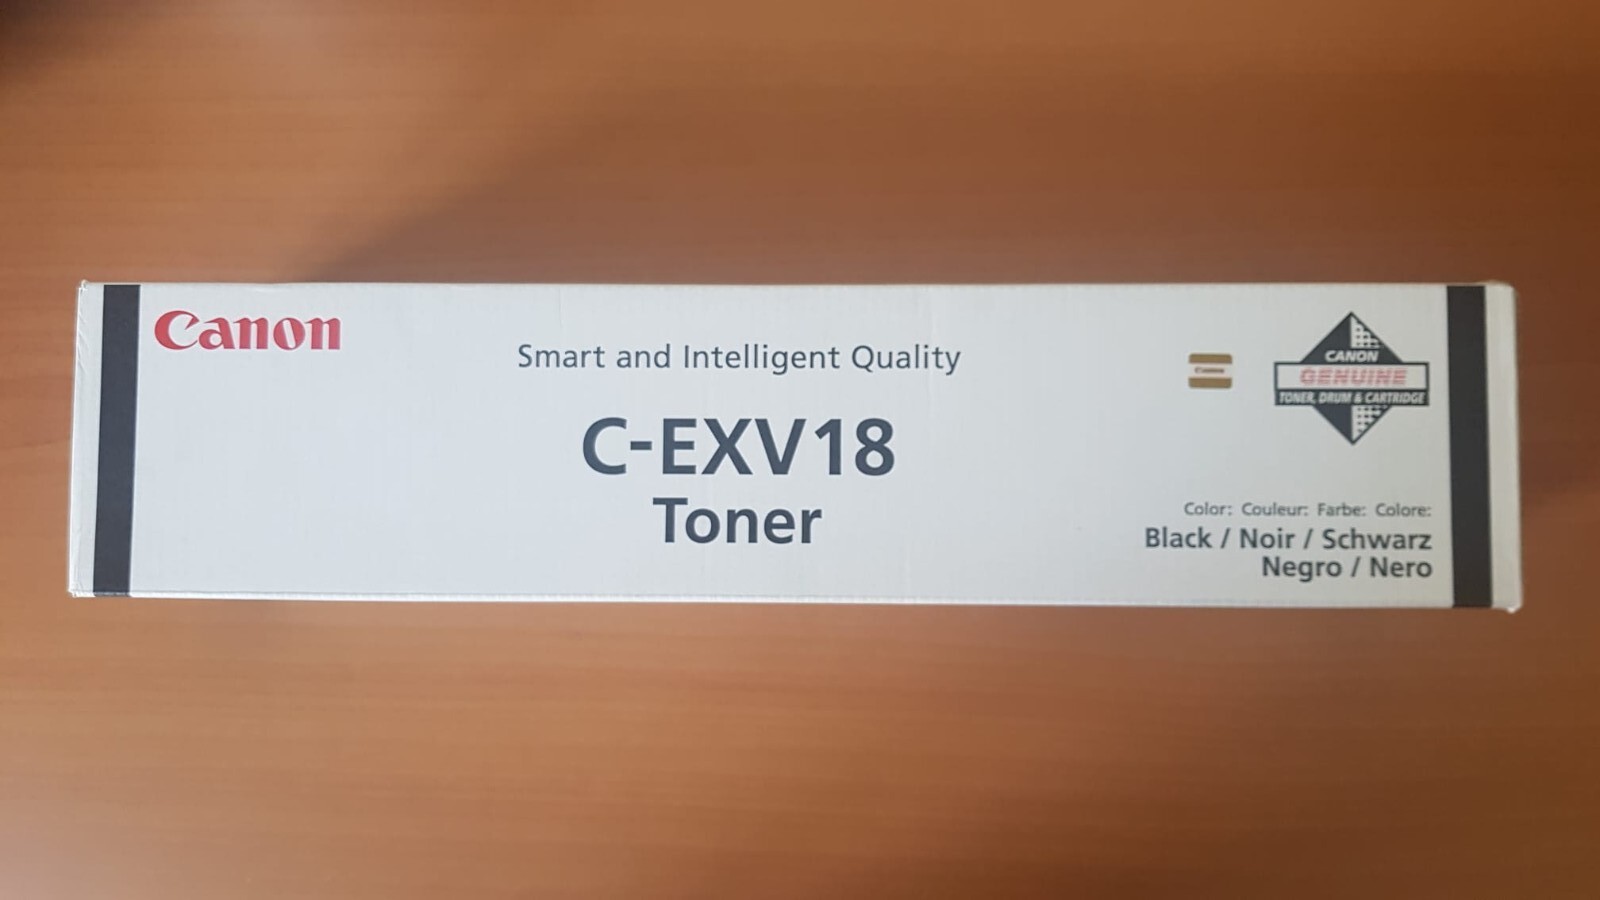 Canon
Smart and Intelligent Quality
C-EXV18
Toner
Canon
CANON
GENUINE
TONER, DRUM & CARTRIDGE
Color: Couleur: Farbe: Colore:
Black / Noir / Schwarz
Negro / Nero